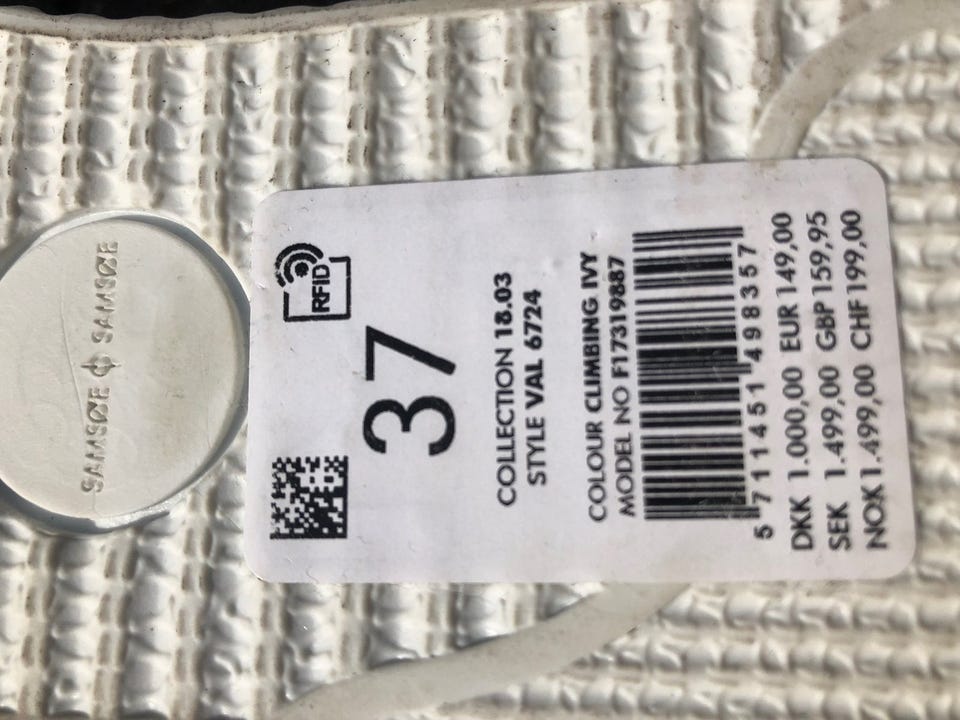 SAMSØE SAMSØE
RFID
37
COLLECTION 18.03
STYLE VAL 6724
COLOUR CLIMBING IVY
MODEL NO F17319887
5 711451 498357
DKK 1.000,00 EUR 149,00
SEK 1.499,00 GBP 159,95
NOK 1.499,00 CHF 199,00